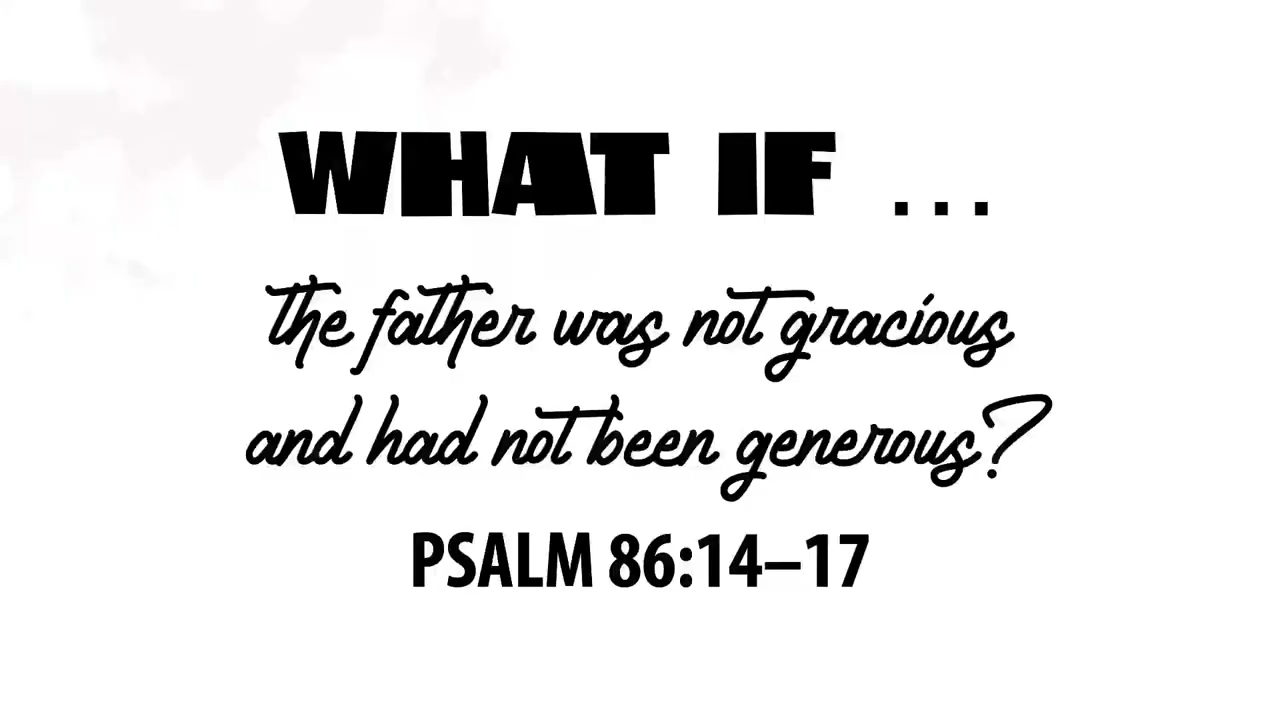 WHAT IF ...
the father was not gracious
and had not been generous?
PSALM 86:14–17